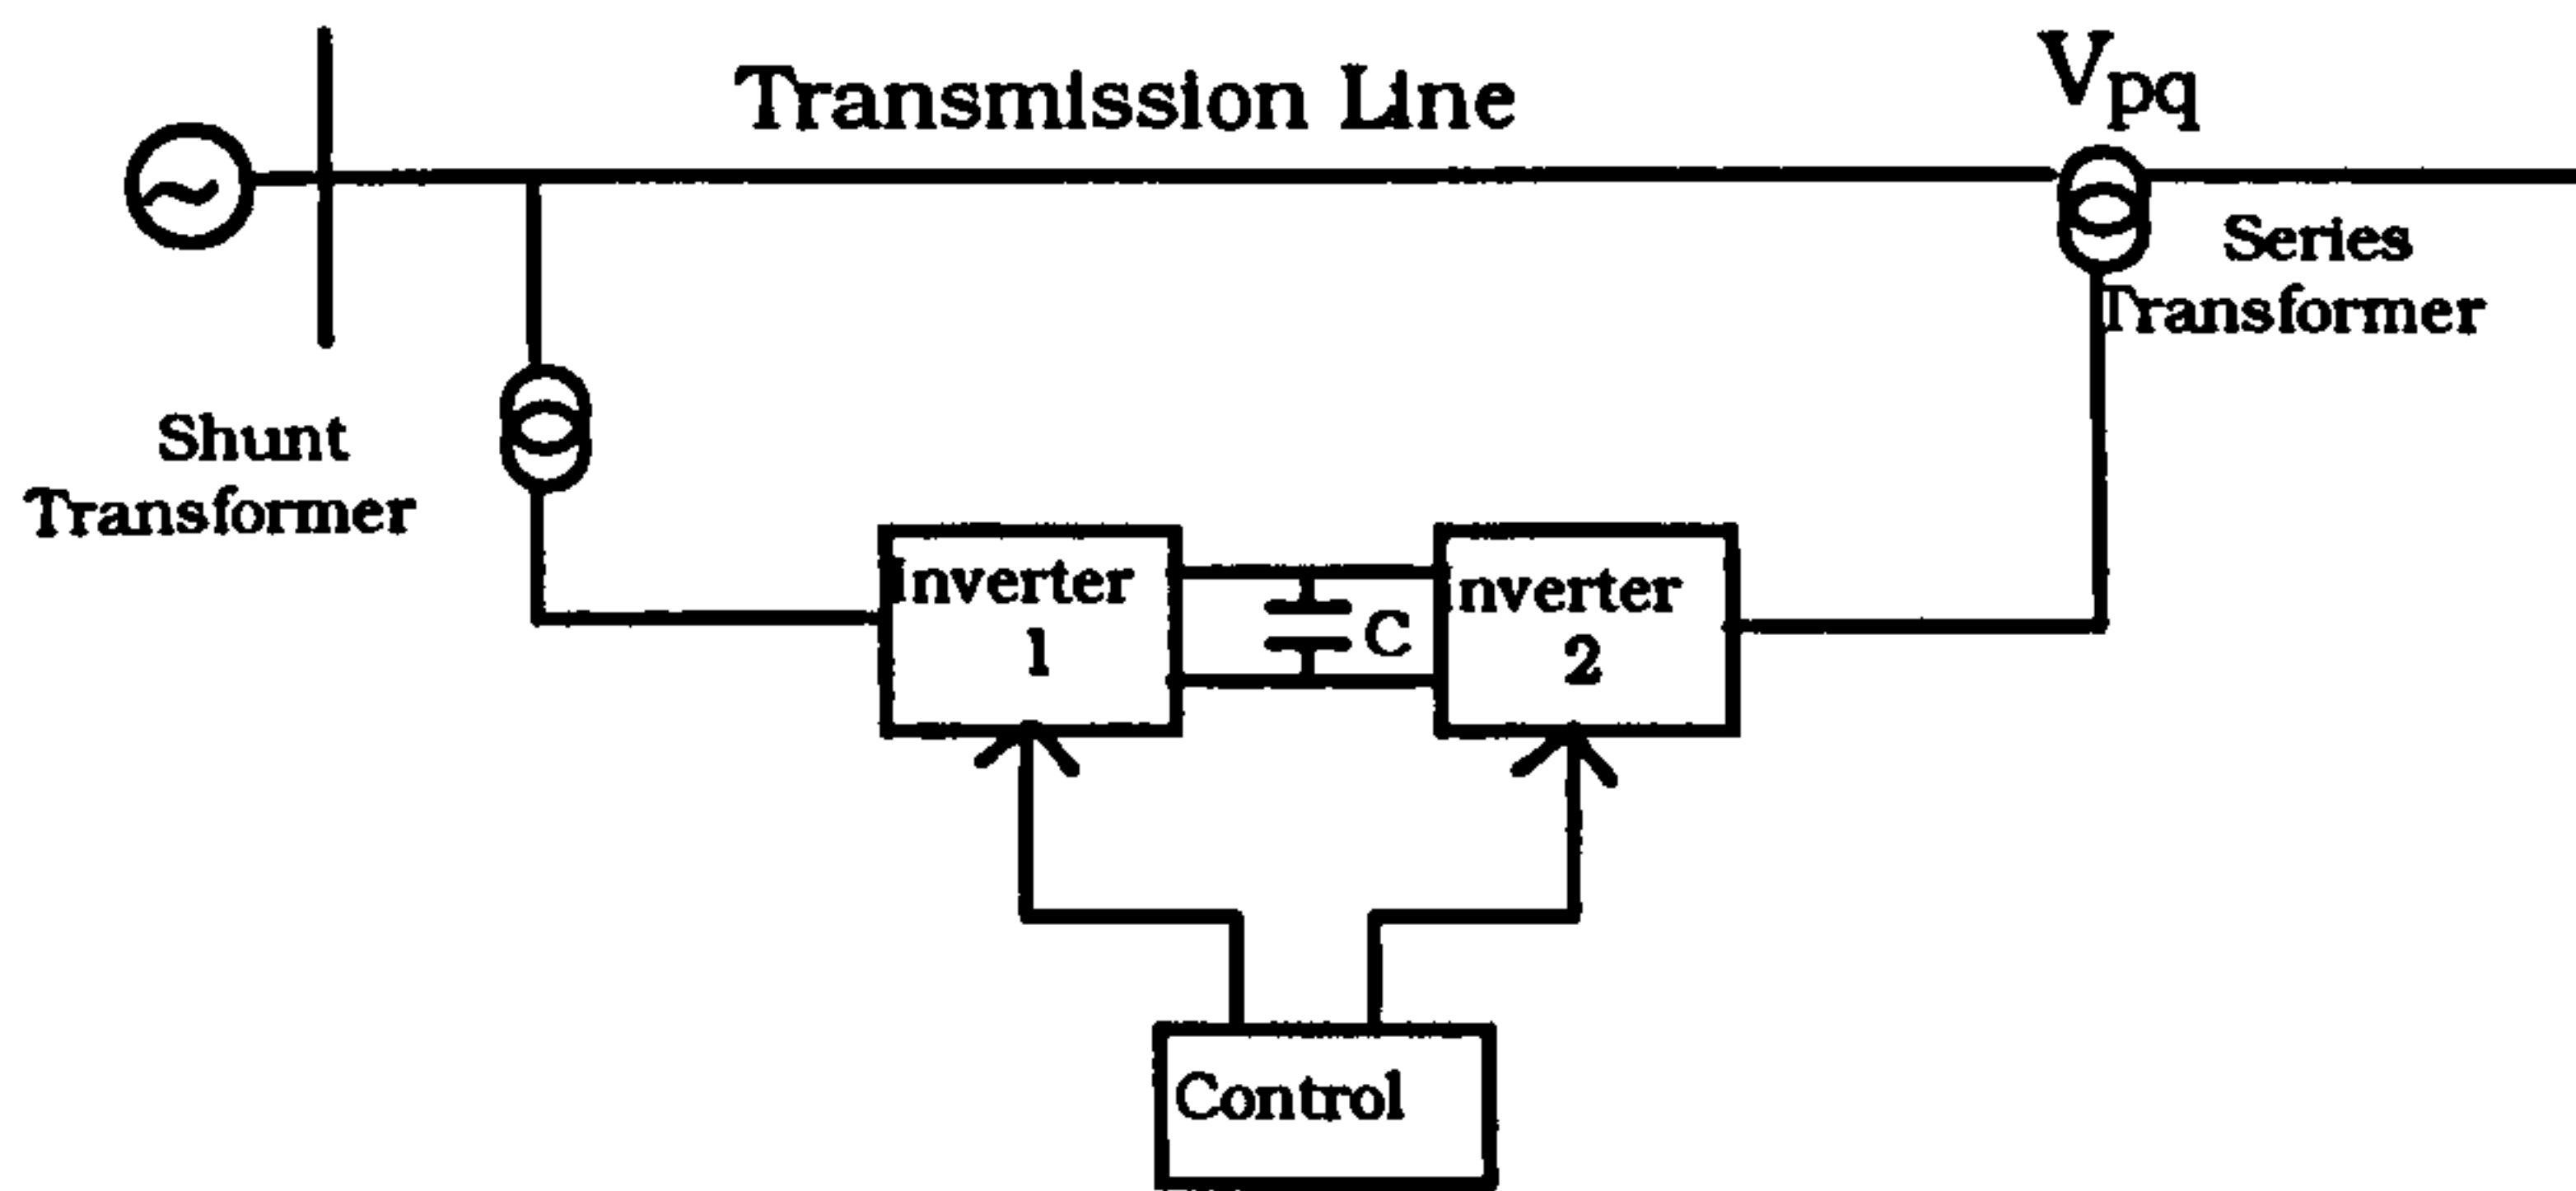 Transmission Line
Vpq
Series
Transformer
Shunt
Transformer
Inverter
1
C
Inverter
2
Control